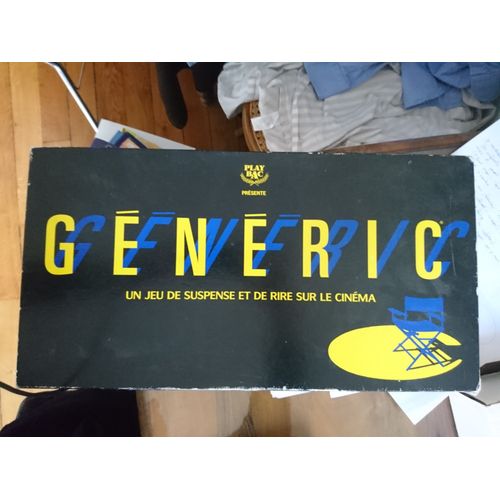 PLAY
BAC
PRÉSENTE
GÉNÉRIC®
UN JEU DE SUSPENSE ET DE RIRE SUR LE CINÉMA